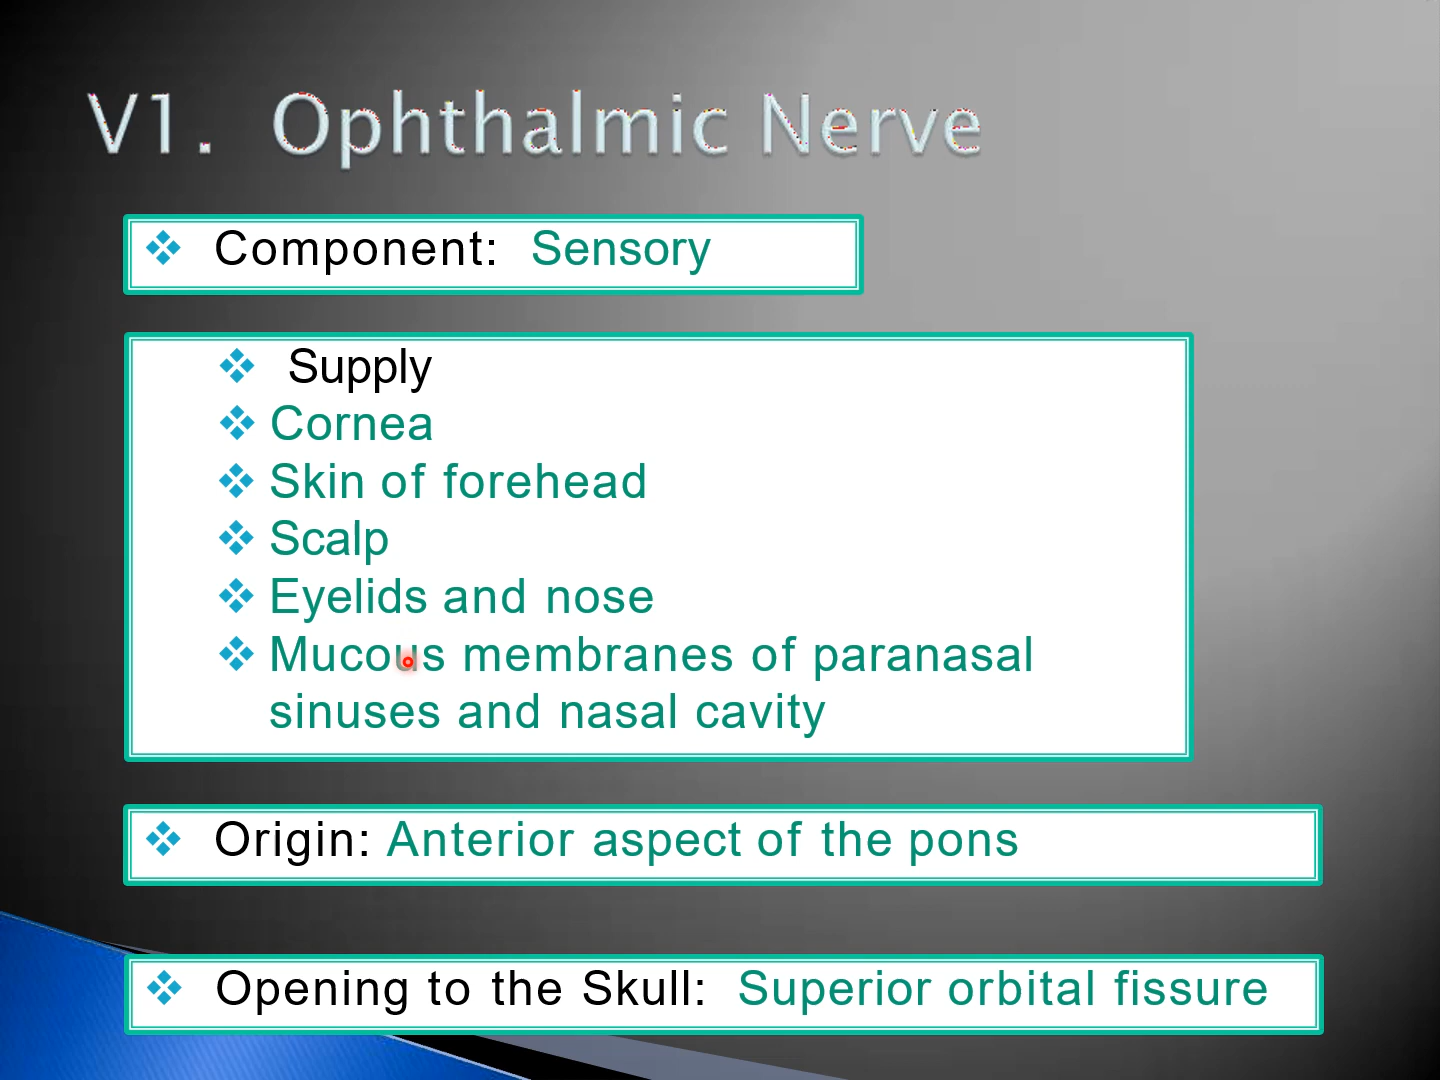 V1. Ophthalmic Nerve
❖ Component: Sensory
❖ Supply
❖ Cornea
❖ Skin of forehead
❖ Scalp
❖ Eyelids and nose
❖ Mucous membranes of paranasal
sinuses and nasal cavity
❖ Origin: Anterior aspect of the pons
❖ Opening to the Skull: Superior orbital fissure